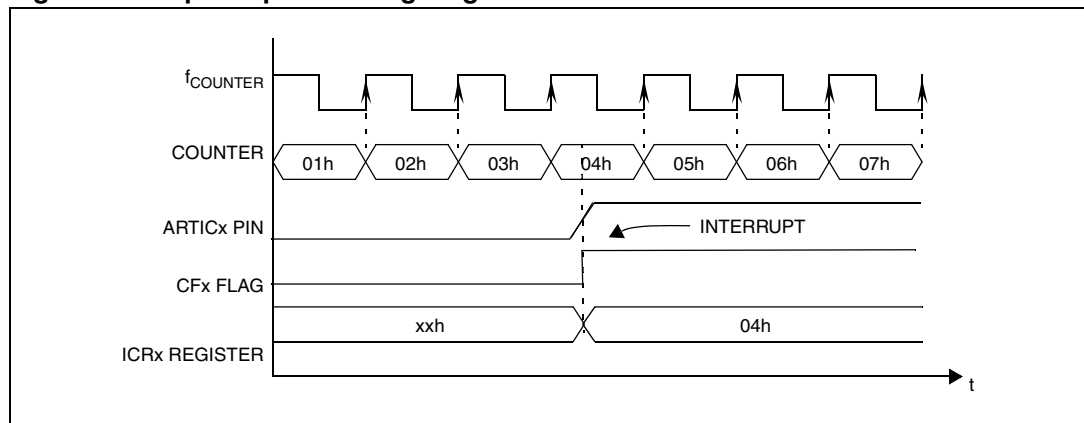 fCOUNTER
COUNTER
01h 02h 03h 04h 05h 06h 07h
ARTICx PIN
INTERRUPT
CFx FLAG
xxh 04h
ICRx REGISTER
t